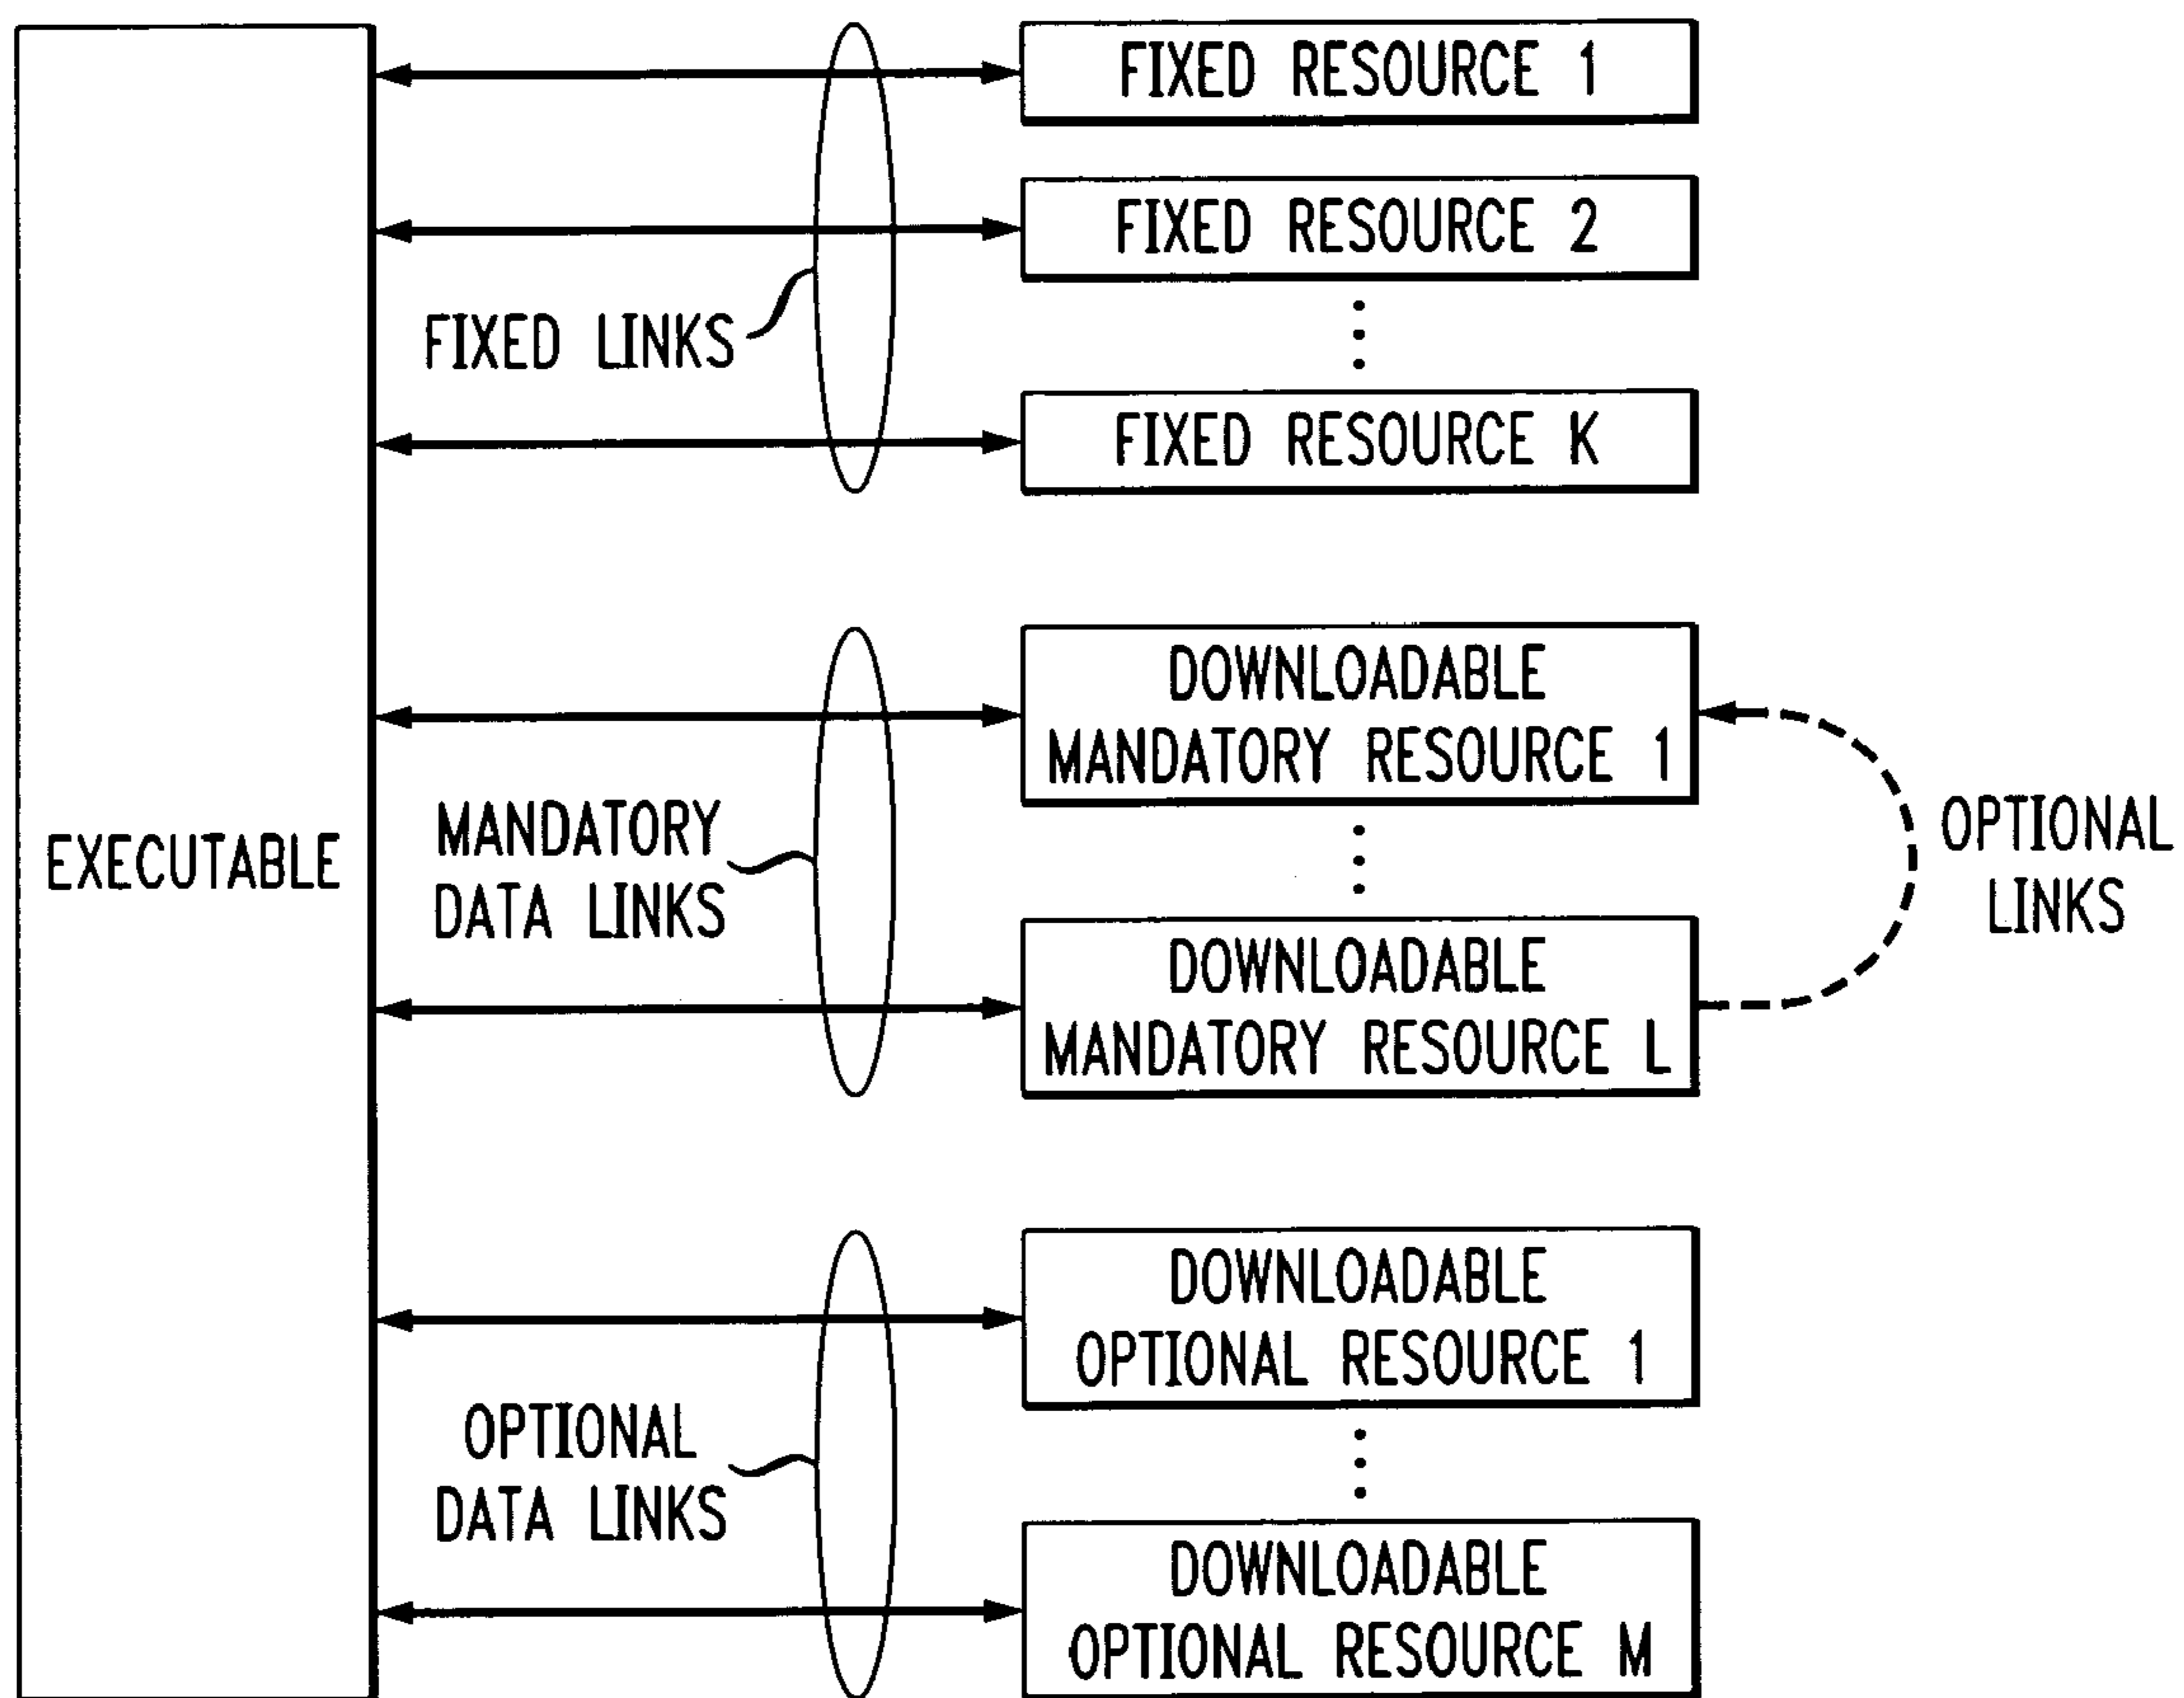 EXECUTABLE
FIXED LINKS
FIXED RESOURCE 1
FIXED RESOURCE 2
FIXED RESOURCE K
MANDATORY
DATA LINKS
DOWNLOADABLE
MANDATORY RESOURCE 1
DOWNLOADABLE
MANDATORY RESOURCE L
OPTIONAL
LINKS
OPTIONAL
DATA LINKS
DOWNLOADABLE
OPTIONAL RESOURCE 1
DOWNLOADABLE
OPTIONAL RESOURCE M